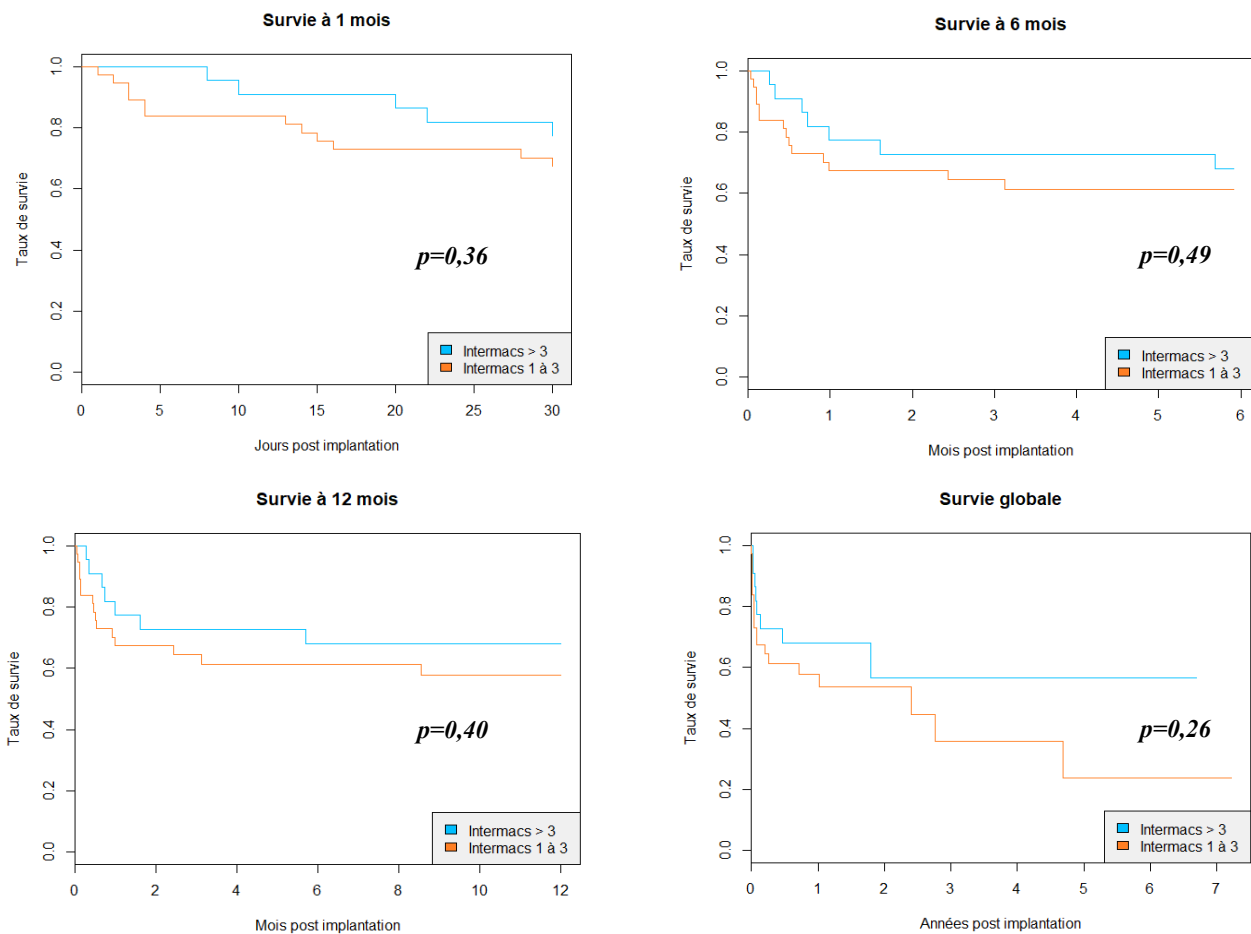 Survie à 1 mois
Taux de survie
1.0
0.8
0.6
0.4
0.2
0.0
p=0,36
Intermacs > 3
Intermacs 1 à 3
0 5 10 15 20 25 30
Jours post implantation
Survie à 6 mois
Taux de survie
1.0
0.8
0.6
0.4
0.2
0.0
p=0,49
Intermacs > 3
Intermacs 1 à 3
0 1 2 3 4 5 6
Mois post implantation
Survie à 12 mois
Taux de survie
1.0
0.8
0.6
0.4
0.2
0.0
p=0,40
Intermacs > 3
Intermacs 1 à 3
0 2 4 6 8 10 12
Mois post implantation
Survie globale
Taux de survie
1.0
0.8
0.6
0.4
0.2
0.0
p=0,26
Intermacs > 3
Intermacs 1 à 3
0 1 2 3 4 5 6 7
Années post implantation